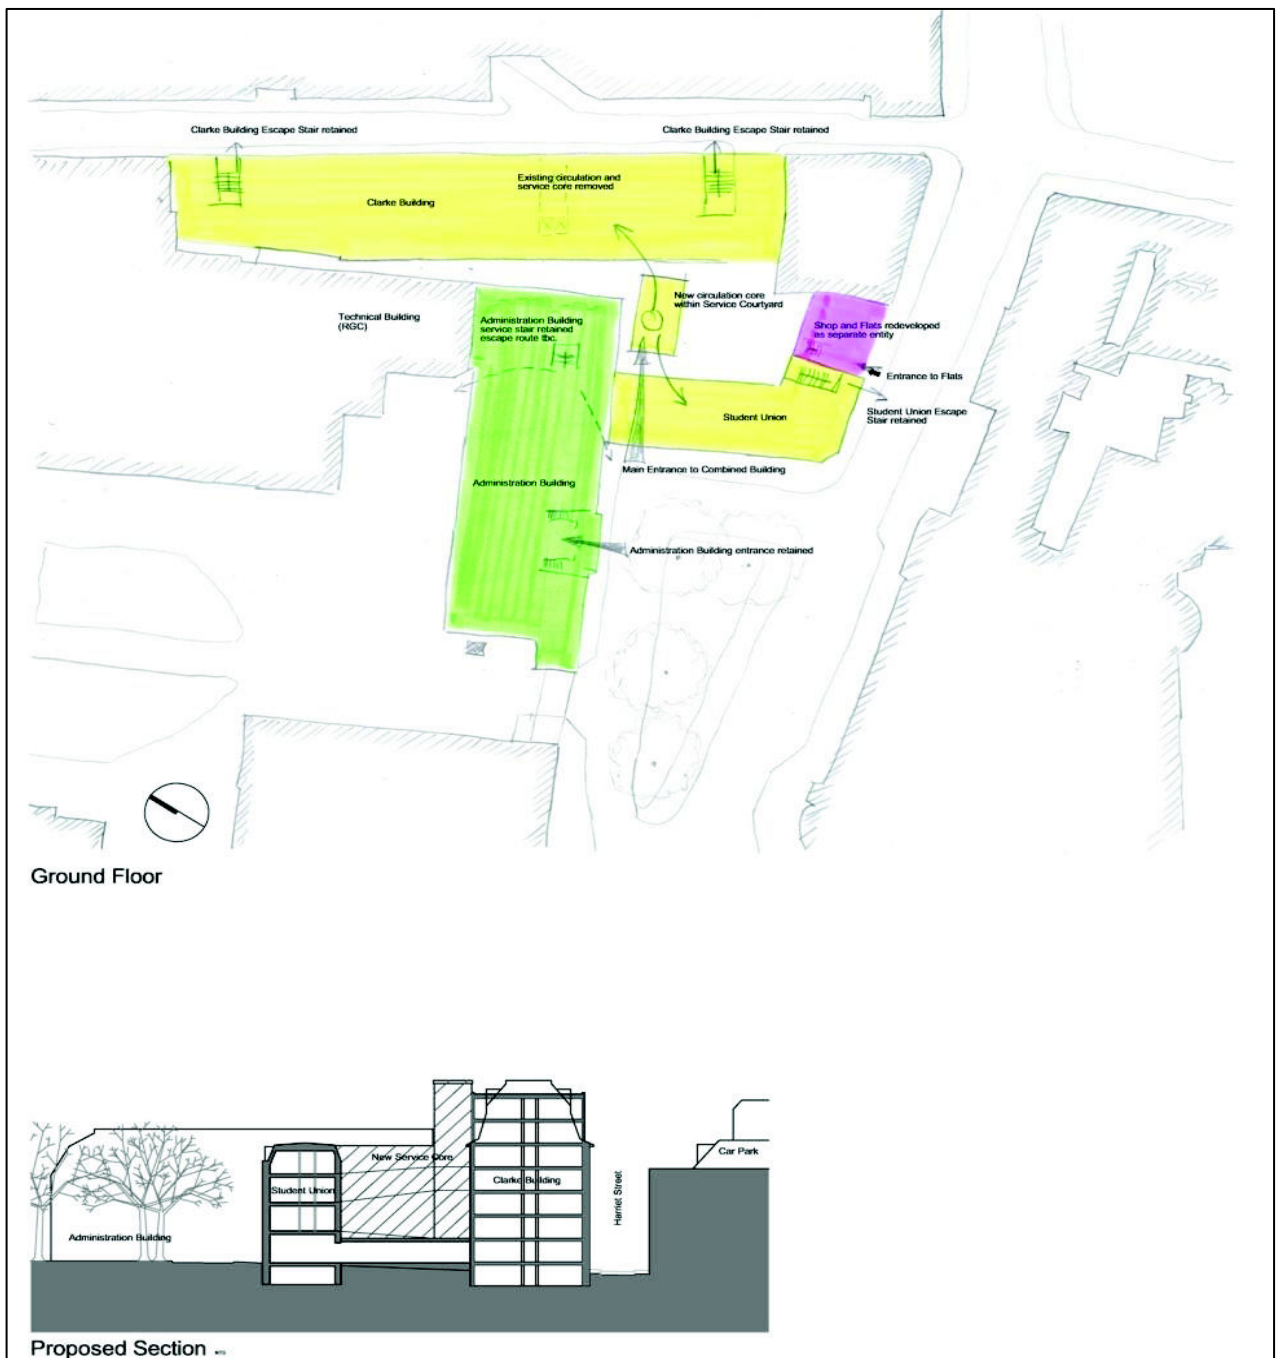 Clarke Building Escape Stair retained
Clarke Building Escape Stair retained
Existing circulation and
service core removed
Clarke Building
New circulation core
within Service Courtyard
Technical Building
(RGC)
Administration Building
service stair retained
escape route tbc.
Shop and Flats redeveloped
as separate entity
Entrance to Flats
Student Union
Student Union Escape
Stair retained
Main Entrance to Combined Building
Administration Building
Administration Building entrance retained
Ground Floor
New Service Core
Student Union
Clarke Building
Harriet Street
Car Park
Administration Building
Proposed Section